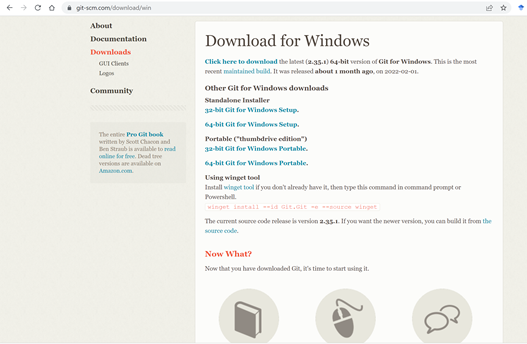 git-scm.com/download/win
About
Documentation
Downloads
GUI Clients
Logos
Community
The entire Pro Git book
written by Scott Chacon and
Ben Straub is available to read
online for free. Dead tree
versions are available on
Amazon.com.
Download for Windows
Click here to download the latest (2.35.1) 64-bit version of Git for Windows. This is the most
recent maintained build. It was released about 1 month ago, on 2022-02-01.
Other Git for Windows downloads
Standalone Installer
32-bit Git for Windows Setup.
64-bit Git for Windows Setup.
Portable ("thumbdrive edition")
32-bit Git for Windows Portable.
64-bit Git for Windows Portable.
Using winget tool
Install winget tool if you don't already have it, then type this command in command prompt or
Powershell.
winget install --id Git.Git -e --source winget
The current source code release is version 2.35.1. If you want the newer version, you can build it from the
source code.
Now What?
Now that you have downloaded Git, it's time to start using it.